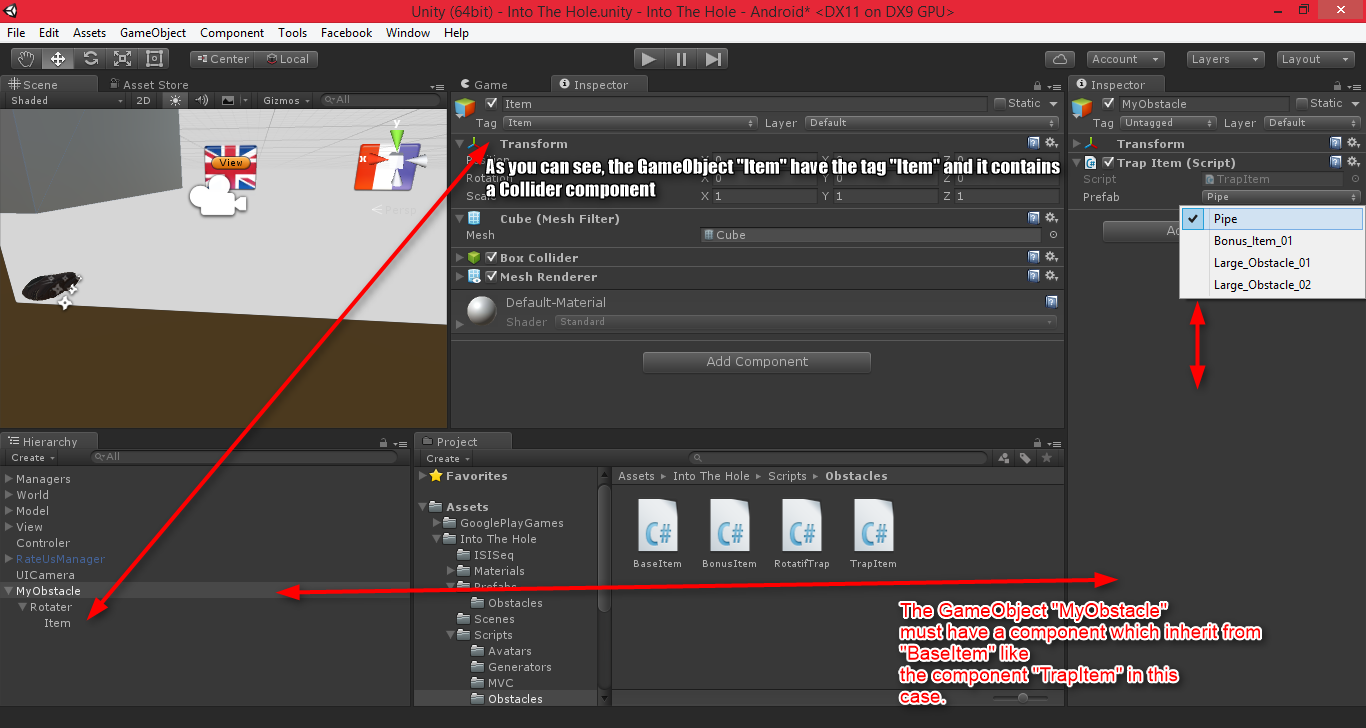 Unity (64bit) - Into The Hole.unity - Into The Hole - Android* <DX11 on DX9 GPU>
File Edit Assets GameObject Component Tools Facebook Window Help
Center Local
Account Layers Layout
Scene Asset Store
Shaded 2D Gizmos All
View
y
x
Persp
Game Inspector
Item Static
Tag Item Layer Default
Transform
As you can see, the GameObject "Item" have the tag "Item" and it contains
a Collider component
Position X 0 Y 0 Z 0
Rotation X 0 Y 0 Z 0
Scale X 1 Y 1 Z 1
Cube (Mesh Filter)
Mesh Cube
Box Collider
Mesh Renderer
Default-Material
Shader Standard
Add Component
Inspector
MyObstacle Static
Tag Untagged Layer Default
Transform
Trap Item (Script)
Script TrapItem
Prefab Pipe
Pipe
Bonus_Item_01
Large_Obstacle_01
Large_Obstacle_02
Hierarchy
Create All
Managers
World
Model
View
Controler
RateUsManager
UICamera
MyObstacle
Rotater
Item
Project
Create
Favorites
Assets
GooglePlayGames
Into The Hole
ISISeq
Materials
Prefabs
Obstacles
Scenes
Scripts
Avatars
Generators
MVC
Obstacles
Assets Into The Hole Scripts Obstacles
C# C# C# C#
BaseItem BonusItem RotatifTrap TrapItem
The GameObject "MyObstacle"
must have a component which inherit from
"BaseItem" like
the component "TrapItem" in this
case.